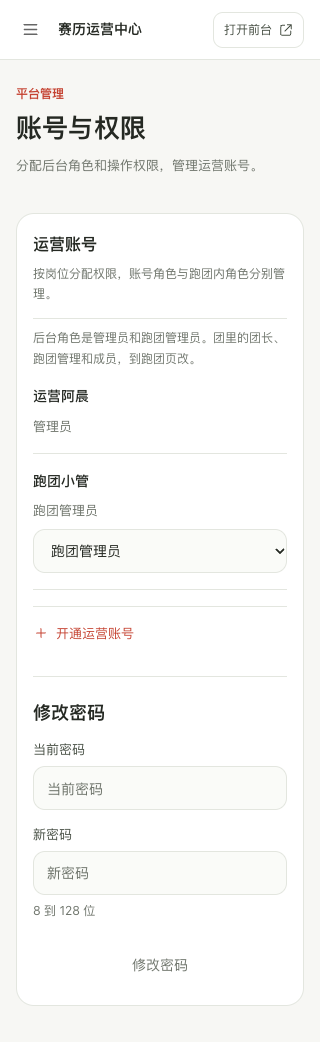 赛历运营中心
打开前台
平台管理
账号与权限
分配后台角色和操作权限，管理运营账号。
运营账号
按岗位分配权限，账号角色与跑团内角色分别管
理。
后台角色是管理员和跑团管理员。团里的团长、
跑团管理和成员，到跑团页改。
运营阿晨
管理员
跑团小管
跑团管理员
跑团管理员
开通运营账号
修改密码
当前密码
当前密码
新密码
新密码
8 到 128 位
修改密码